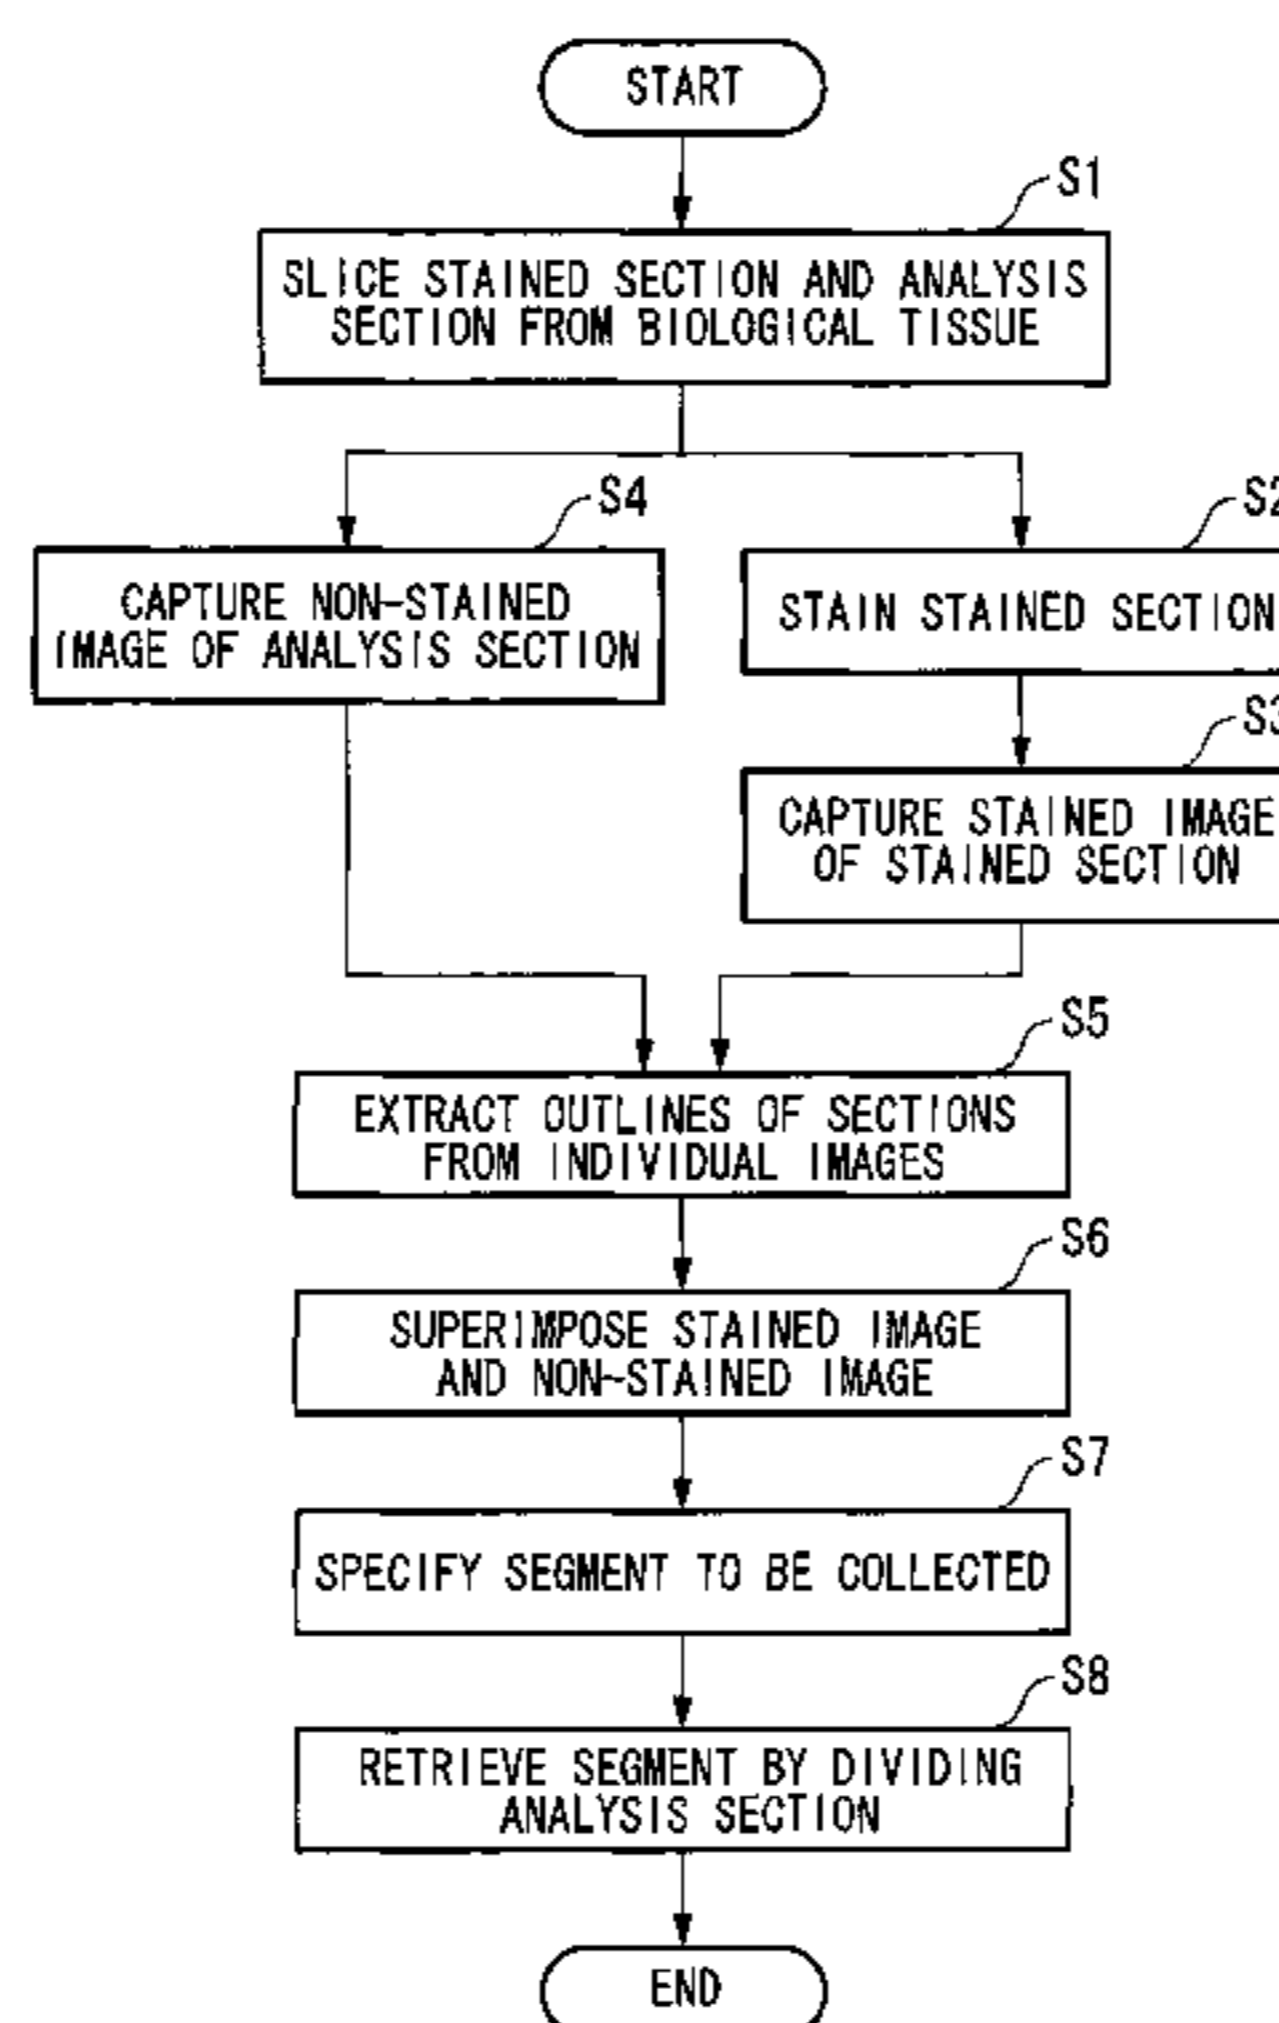 START
S1
SLICE STAINED SECTION AND ANALYSIS
SECTION FROM BIOLOGICAL TISSUE
S4
CAPTURE NON-STAINED
IMAGE OF ANALYSIS SECTION
S2
STAIN STAINED SECTION
S3
CAPTURE STAINED IMAGE
OF STAINED SECTION
S5
EXTRACT OUTLINES OF SECTIONS
FROM INDIVIDUAL IMAGES
S6
SUPERIMPOSE STAINED IMAGE
AND NON-STAINED IMAGE
S7
SPECIFY SEGMENT TO BE COLLECTED
S8
RETRIEVE SEGMENT BY DIVIDING
ANALYSIS SECTION
END